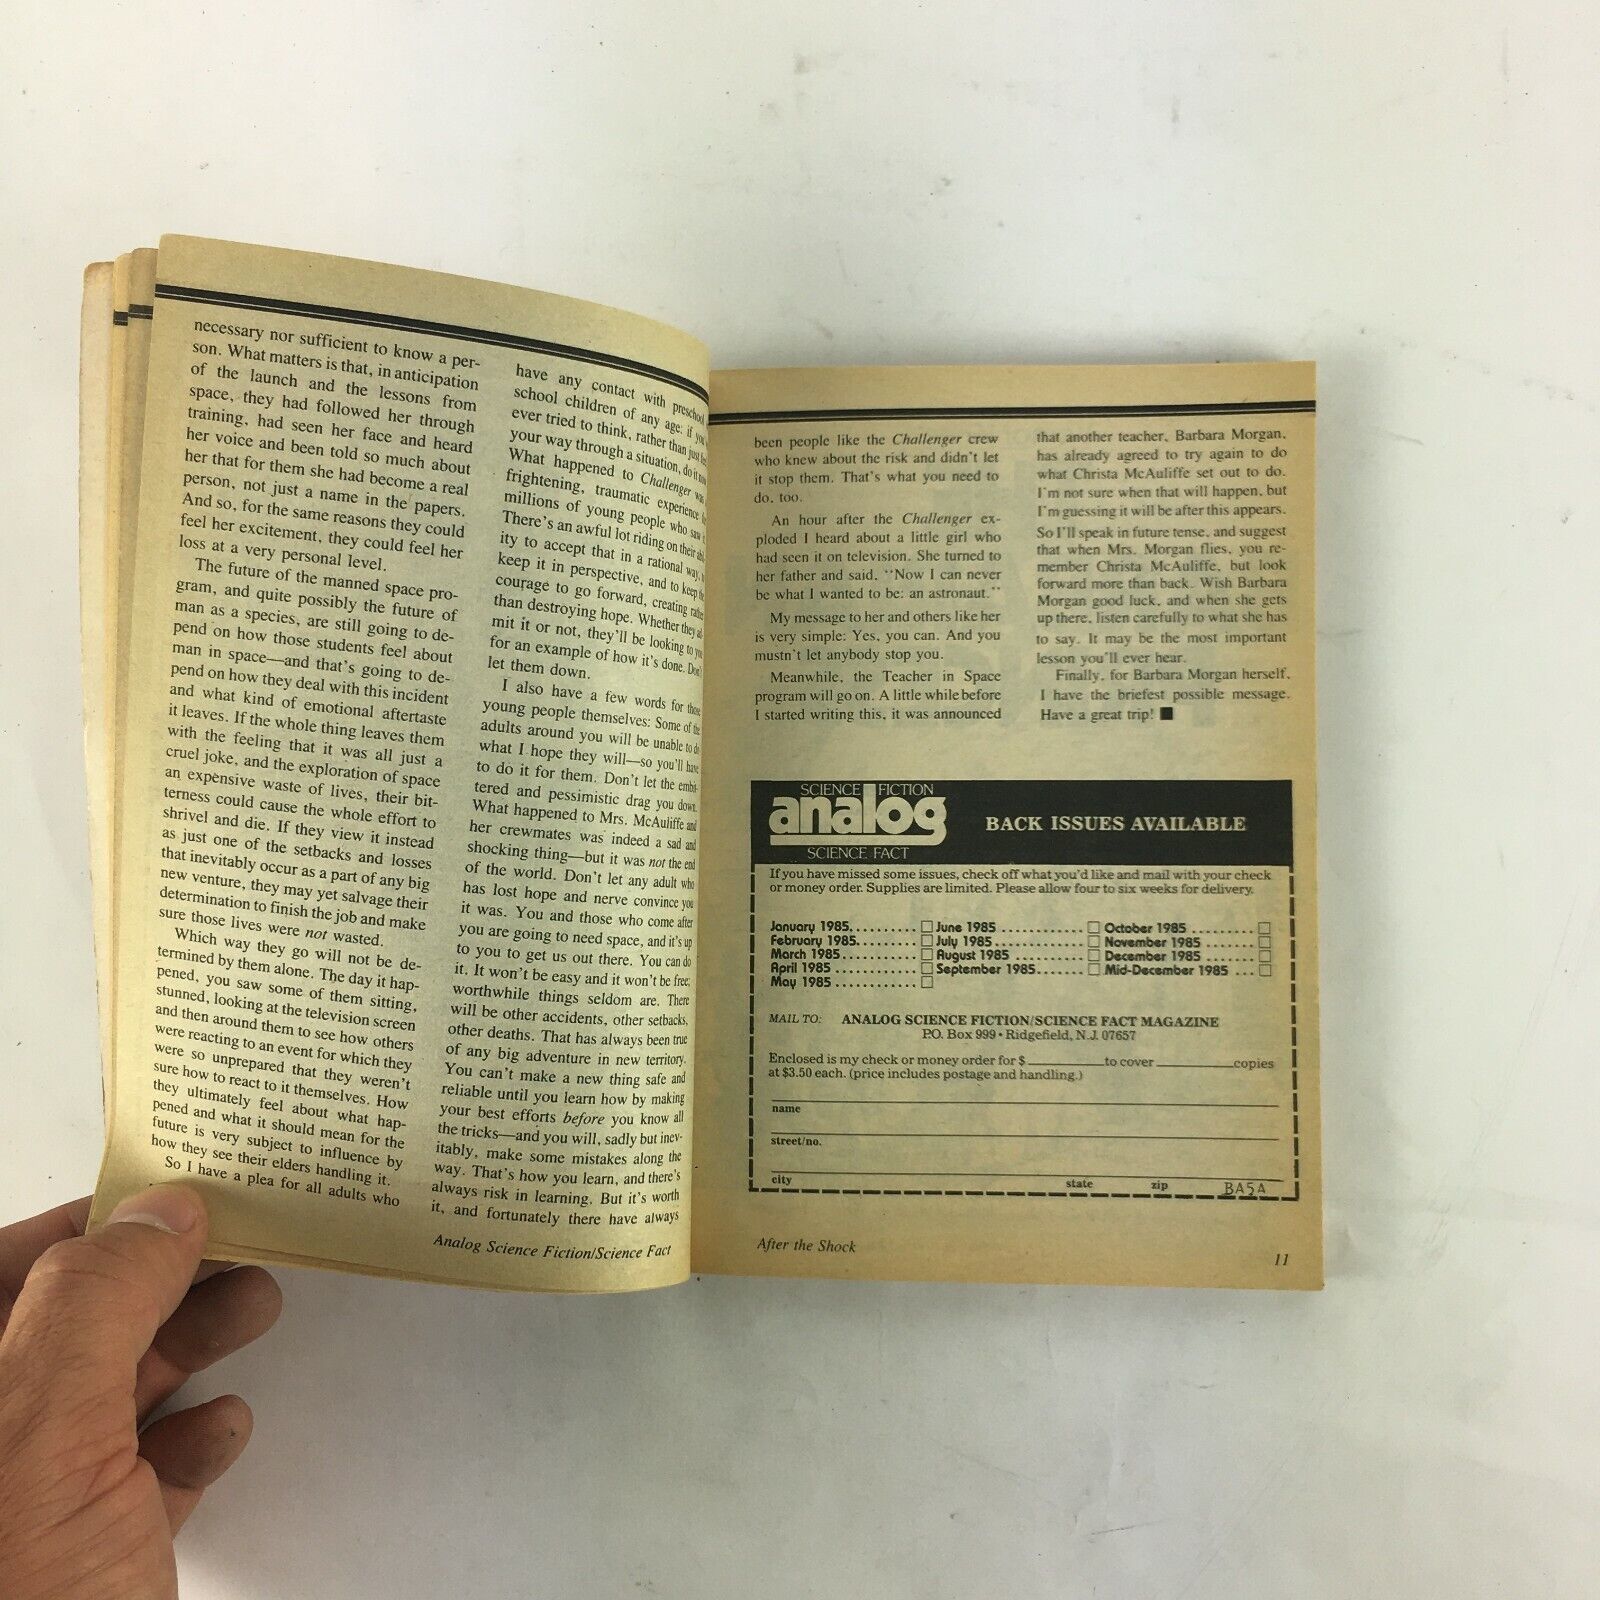 necessary nor sufficient to know a per-
son. What matters is that, in anticipation
of the launch and the lessons from
space, they had followed her through
training, had seen her face and heard
her voice and been told so much about
her that for them she had become a real
person, not just a name in the papers.
And so, for the same reasons they could
feel her excitement, they could feel her
loss at a very personal level.
The future of the manned space pro-
gram, and quite possibly the future of
man as a species, are still going to de-
pend on how those students feel about
man in space—and that's going to de-
pend on how they deal with this incident
and what kind of emotional aftertaste
it leaves. If the whole thing leaves them
with the feeling that it was all just a
cruel joke, and the exploration of space
an expensive waste of lives, their bit-
terness could cause the whole effort to
shrivel and die. If they view it instead
as just one of the setbacks and losses
that inevitably occur as a part of any big
new venture, they may yet salvage their
determination to finish the job and make
sure those lives were not wasted.
Which way they go will not be de-
termined by them alone. The day it hap-
pened, you saw some of them sitting,
stunned, looking at the television screen
and then around them to see how others
were reacting to an event for which they
were so unprepared that they weren't
sure how to react to it themselves. How
they ultimately feel about what hap-
pened and what it should mean for the
future is very subject to influence by
how they see their elders handling it.
So I have a plea for all adults who
have any contact with preschool
school children of any age: if you
ever tried to think, rather than just
your way through a situation, do it now
What happened to Challenger was
frightening, traumatic experience
millions of young people who saw it.
There's an awful lot riding on their abil-
ity to accept that in a rational way, to
keep it in perspective, and to keep the
courage to go forward, creating rather
than destroying hope. Whether they ad-
mit it or not, they'll be looking to you
for an example of how it's done. Don't
let them down.
I also have a few words for those
young people themselves: Some of the
adults around you will be unable to do
what I hope they will—so you'll have
to do it for them. Don't let the embit-
tered and pessimistic drag you down.
What happened to Mrs. McAuliffe and
her crewmates was indeed a sad and
shocking thing—but it was not the end
of the world. Don't let any adult who
has lost hope and nerve convince you
it was. You and those who come after
you are going to need space, and it's up
to you to get us out there. You can do
it. It won't be easy and it won't be free;
worthwhile things seldom are. There
will be other accidents, other setbacks,
other deaths. That has always been true
of any big adventure in new territory.
You can't make a new thing safe and
reliable until you learn how by making
your best efforts before you know all
the tricks—and you will, sadly but inev-
itably, make some mistakes along the
way. That's how you learn, and there's
always risk in learning. But it's worth
it, and fortunately there have always
Analog Science Fiction/Science Fact
been people like the Challenger crew
who knew about the risk and didn't let
it stop them. That's what you need to
do, too.
An hour after the Challenger ex-
ploded I heard about a little girl who
had seen it on television. She turned to
her father and said, "Now I can never
be what I wanted to be: an astronaut."
My message to her and others like her
is very simple: Yes, you can. And you
mustn't let anybody stop you.
Meanwhile, the Teacher in Space
program will go on. A little while before
I started writing this, it was announced
that another teacher, Barbara Morgan,
has already agreed to try again to do
what Christa McAuliffe set out to do.
I'm not sure when that will happen, but
I'm guessing it will be after this appears.
So I'll speak in future tense, and suggest
that when Mrs. Morgan flies, you re-
member Christa McAuliffe, but look
forward more than back. Wish Barbara
Morgan good luck, and when she gets
up there, listen carefully to what she has
to say. It may be the most important
lesson you'll ever hear.
Finally, for Barbara Morgan herself,
I have the briefest possible message.
Have a great trip! ■
SCIENCE FICTION
analog
SCIENCE FACT
BACK ISSUES AVAILABLE
If you have missed some issues, check off what you'd like and mail with your check
or money order. Supplies are limited. Please allow four to six weeks for delivery.
January 1985.......... □ June 1985 ........... □ October 1985 ......... □
February 1985......... □ July 1985 ............ □ November 1985 ....... □
March 1985........... □ August 1985 ......... □ December 1985 ....... □
April 1985 ............ □ September 1985....... □ Mid-December 1985 ... □
May 1985 ............ □
MAIL TO: ANALOG SCIENCE FICTION/SCIENCE FACT MAGAZINE
P.O. Box 999 • Ridgefield, N.J. 07657
Enclosed is my check or money order for $ ________ to cover ________ copies
at $3.50 each. (price includes postage and handling.)
name
street/no.
city state zip BA5A
After the Shock
11